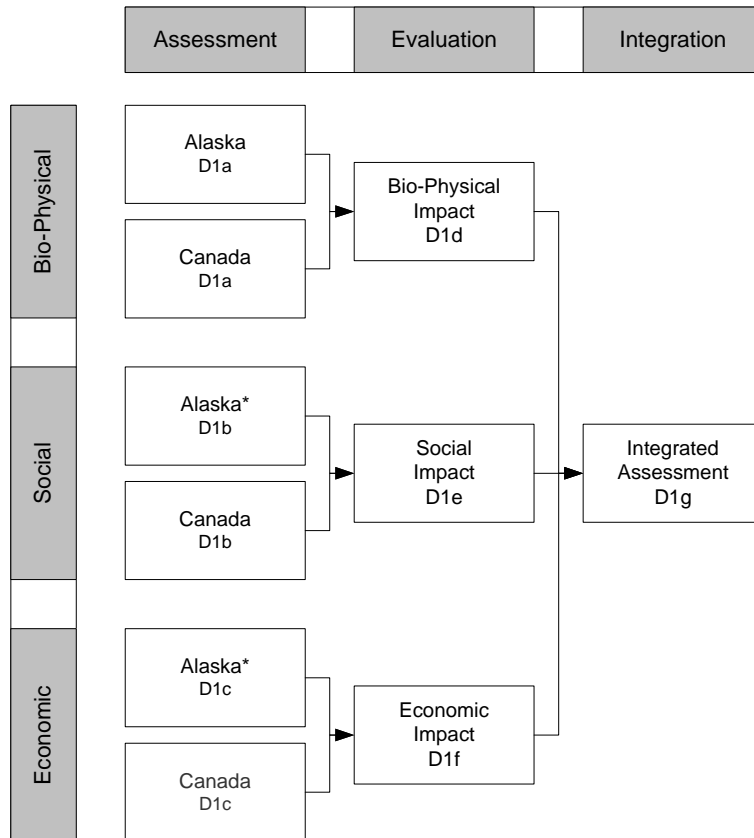 Assessment
Evaluation
Integration
Bio-Physical
Alaska
D1a
Canada
D1a
Bio-Physical
Impact
D1d
Social
Alaska*
D1b
Canada
D1b
Social
Impact
D1e
Integrated
Assessment
D1g
Economic
Alaska*
D1c
Canada
D1c
Economic
Impact
D1f